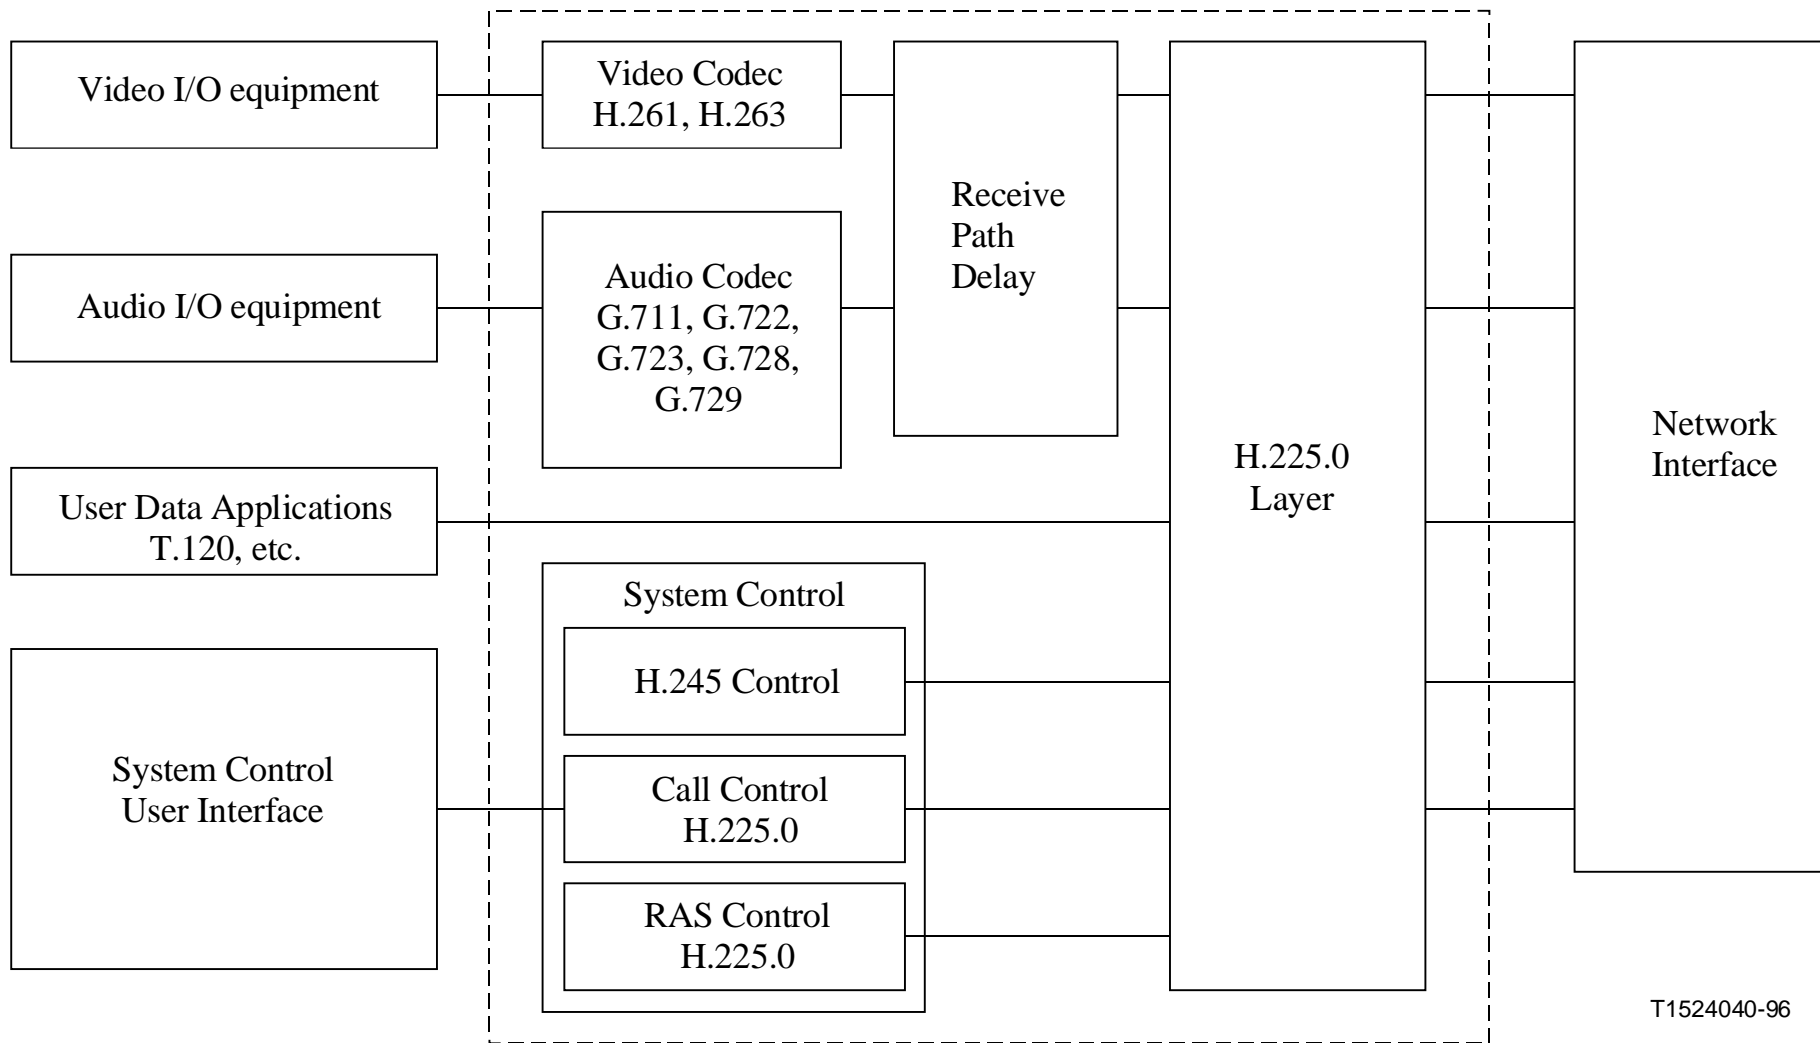 Video I/O equipment
Video Codec
H.261, H.263
Receive
Path
Delay
Audio I/O equipment
Audio Codec
G.711, G.722,
G.723, G.728,
G.729
H.225.0
Layer
Network
Interface
User Data Applications
T.120, etc.
System Control
H.245 Control
System Control
User Interface
Call Control
H.225.0
RAS Control
H.225.0
T1524040-96